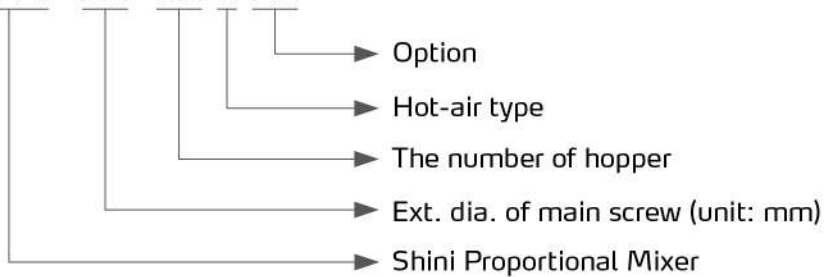 Option
Hot-air type
The number of hopper
Ext. dia. of main screw (unit: mm)
Shini Proportional Mixer